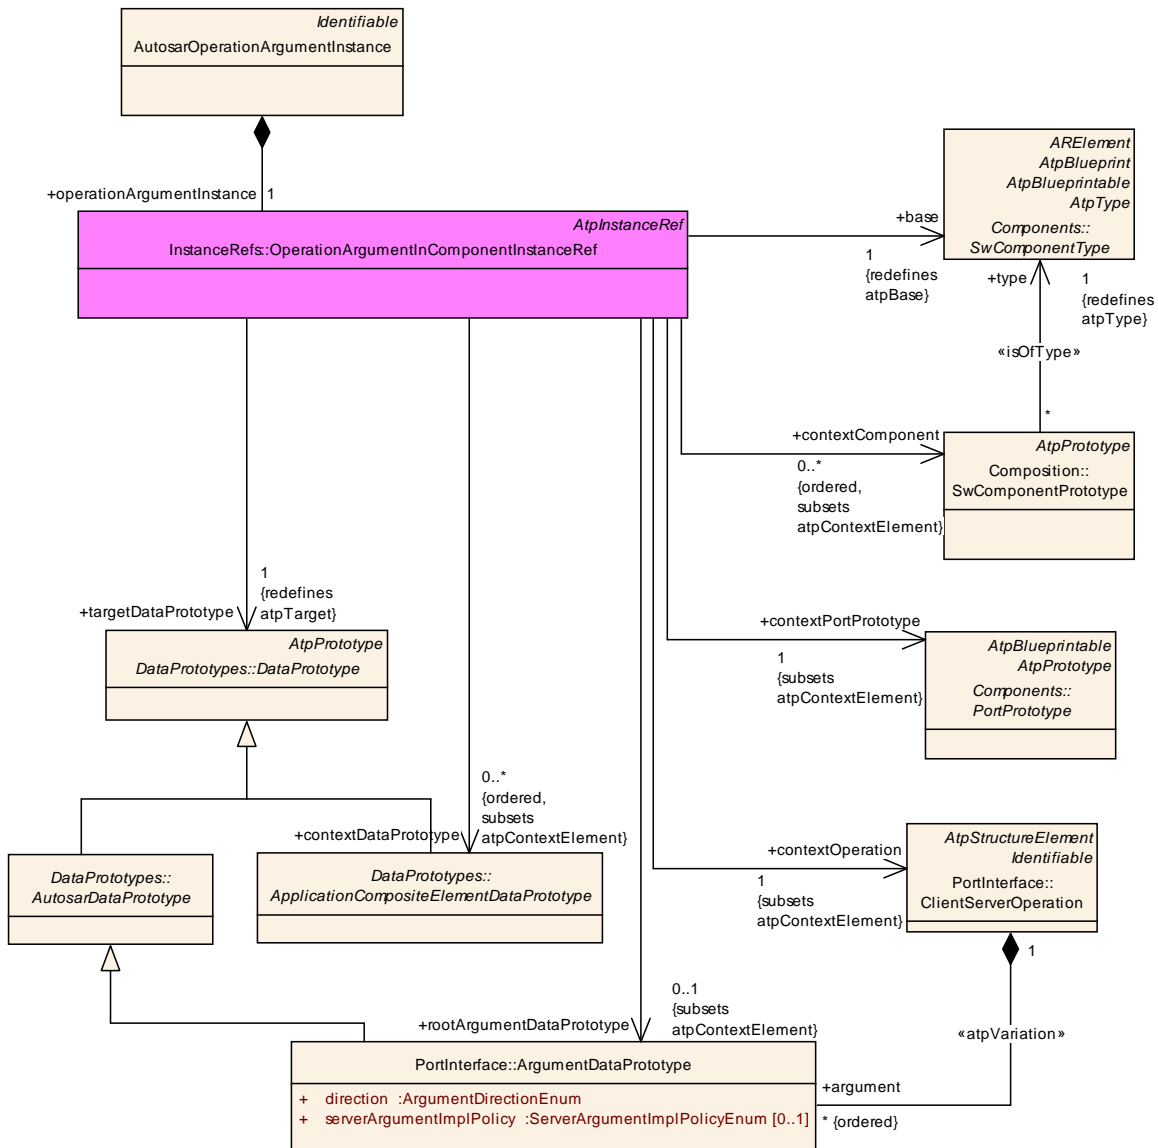 Identifiable
AutosarOperationArgumentInstance
+operationArgumentInstance
1
AtpInstanceRef
InstanceRefs::OperationArgumentInComponentInstanceRef
ARElement
AtpBlueprint
AtpBlueprintable
AtpType
Components::
SwComponentType
+base
1
{redefines
atpBase}
+type
1
{redefines
atpType}
«isOfType»
*
+contextComponent
0..*
{ordered,
subsets
atpContextElement}
AtpPrototype
Composition::
SwComponentPrototype
1
{redefines
atpTarget}
+targetDataPrototype
AtpPrototype
DataPrototypes::DataPrototype
+contextPortPrototype
1
{subsets
atpContextElement}
AtpBlueprintable
AtpPrototype
Components::
PortPrototype
0..*
{ordered,
subsets
atpContextElement}
+contextDataPrototype
DataPrototypes::
AutosarDataPrototype
DataPrototypes::
ApplicationCompositeElementDataPrototype
+contextOperation
1
{subsets
atpContextElement}
AtpStructureElement
Identifiable
PortInterface::
ClientServerOperation
1
«atpVariation»
0..1
{subsets
atpContextElement}
+rootArgumentDataPrototype
PortInterface::ArgumentDataPrototype
+ direction :ArgumentDirectionEnum
+ serverArgumentImplPolicy :ServerArgumentImplPolicyEnum [0..1]
+argument
* {ordered}